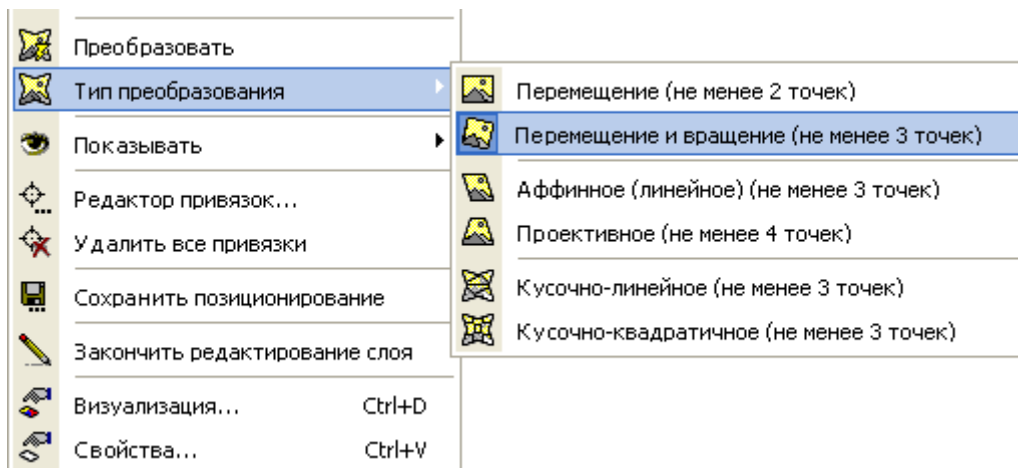 Преобразовать
Тип преобразования
Показывать
Редактор привязок...
Удалить все привязки
Сохранить позиционирование
Закончить редактирование слоя
Визуализация... Ctrl+D
Свойства... Ctrl+V
Перемещение (не менее 2 точек)
Перемещение и вращение (не менее 3 точек)
Аффинное (линейное) (не менее 3 точек)
Проективное (не менее 4 точек)
Кусочно-линейное (не менее 3 точек)
Кусочно-квадратичное (не менее 3 точек)